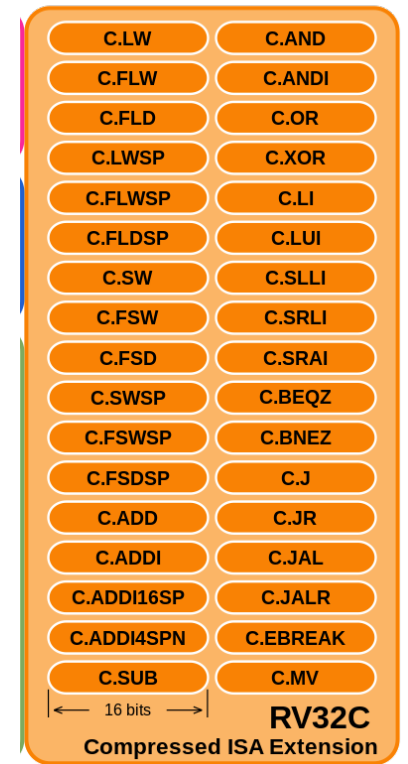 C.LW C.AND
C.FLW C.ANDI
C.FLD C.OR
C.LWSP C.XOR
C.FLWSP C.LI
C.FLDSP C.LUI
C.SW C.SLLI
C.FSW C.SRLI
C.FSD C.SRAI
C.SWSP C.BEQZ
C.FSWSP C.BNEZ
C.FSDSP C.J
C.ADD C.JR
C.ADDI C.JAL
C.ADDI16SP C.JALR
C.ADDI4SPN C.EBREAK
C.SUB C.MV
16 bits
RV32C
Compressed ISA Extension